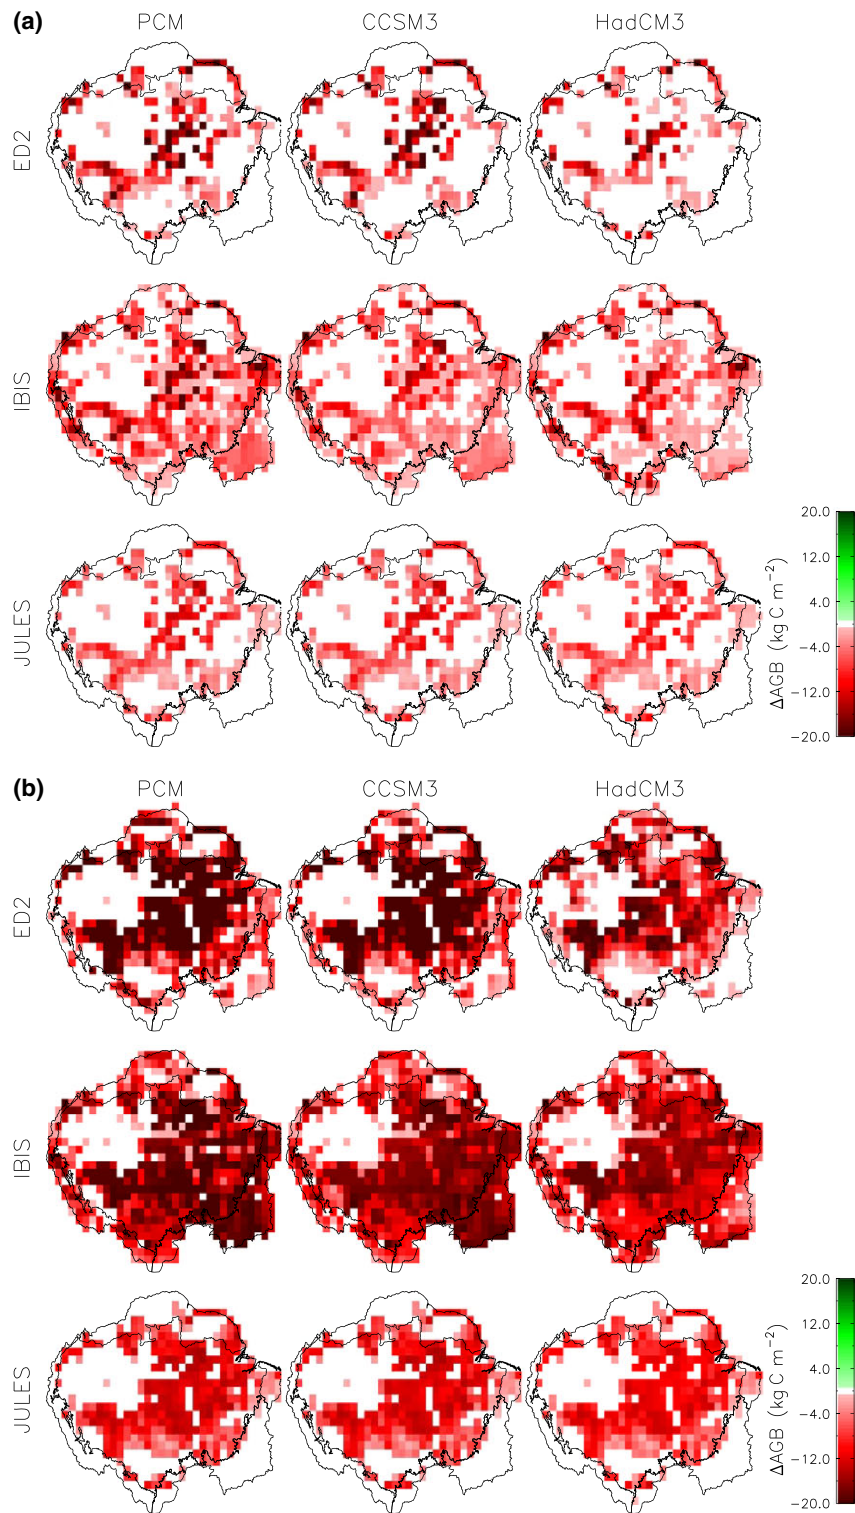 (a)
PCM CCSM3 HadCM3
ED2
IBIS
JULES
20.0
12.0
4.0
−4.0
−12.0
−20.0
ΔAGB (kg C m⁻²)
(b)
PCM CCSM3 HadCM3
ED2
IBIS
JULES
20.0
12.0
4.0
−4.0
−12.0
−20.0
ΔAGB (kg C m⁻²)